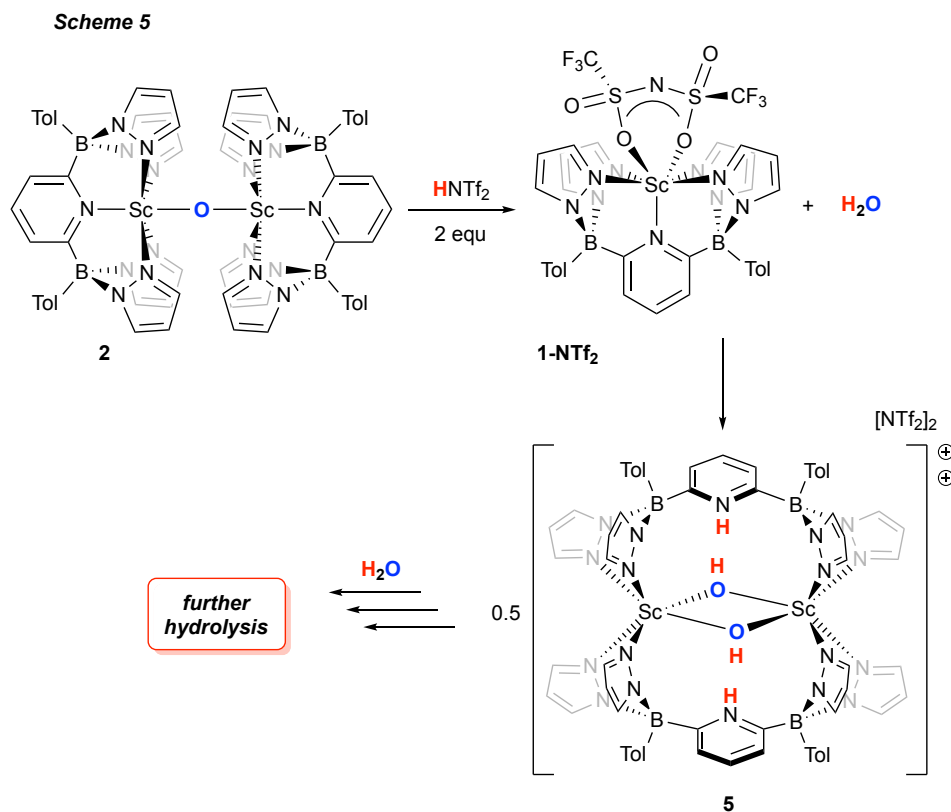 Scheme 5
F3C
N
O
S
S
CF3
O
O
O
Tol
Tol
B
N
N
N
N
N
N
N
N
B
N
Sc
O
Sc
N
B
N
N
N
N
N
N
N
N
B
Tol
Tol
2
HNTf2
2 equ
N
N
Sc
N
N
N
N
N
N
N
B
B
Tol
Tol
1-NTf2
+ H2O
[NTf2]2
⊕
⊕
Tol
Tol
B
N
B
H
N
N
N
N
N
N
N
N
H
O
Sc
Sc
O
H
N
N
N
N
N
N
N
N
H
B
N
B
Tol
Tol
0.5
5
H2O
further
hydrolysis